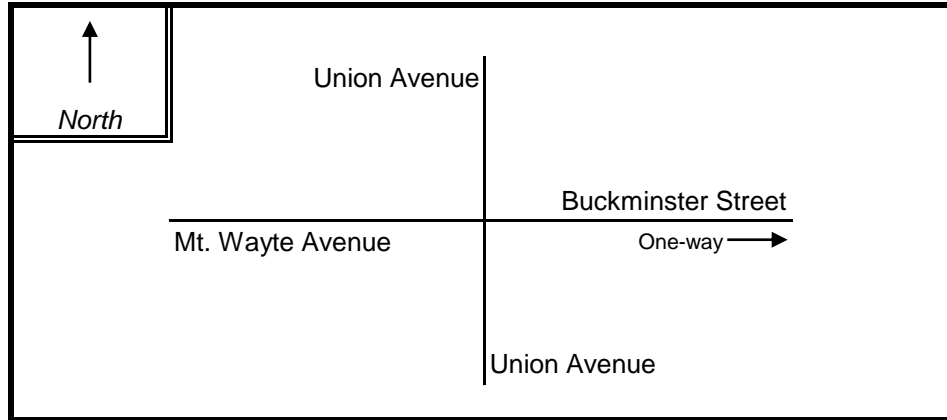 Union Avenue
North
Buckminster Street
Mt. Wayte Avenue
One-way
Union Avenue